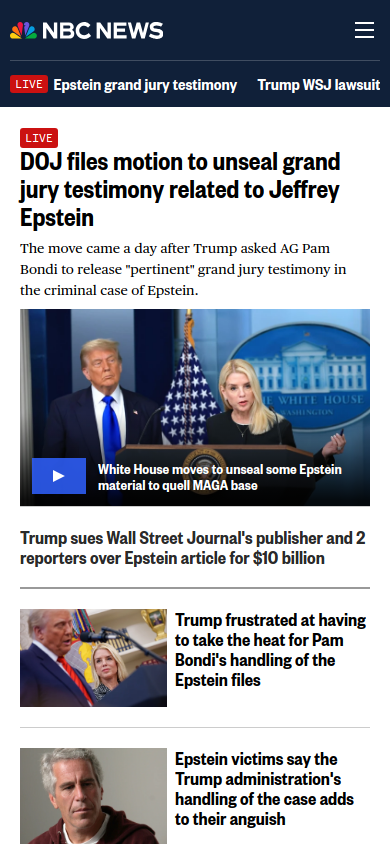 NBC NEWS
LIVE Epstein grand jury testimony Trump WSJ lawsuit
LIVE
DOJ files motion to unseal grand
jury testimony related to Jeffrey
Epstein
The move came a day after Trump asked AG Pam
Bondi to release "pertinent" grand jury testimony in
the criminal case of Epstein.
THE WHITE HOUSE
WASHINGTON
White House moves to unseal some Epstein
material to quell MAGA base
Trump sues Wall Street Journal's publisher and 2
reporters over Epstein article for $10 billion
Trump frustrated at having
to take the heat for Pam
Bondi's handling of the
Epstein files
Epstein victims say the
Trump administration's
handling of the case adds
to their anguish